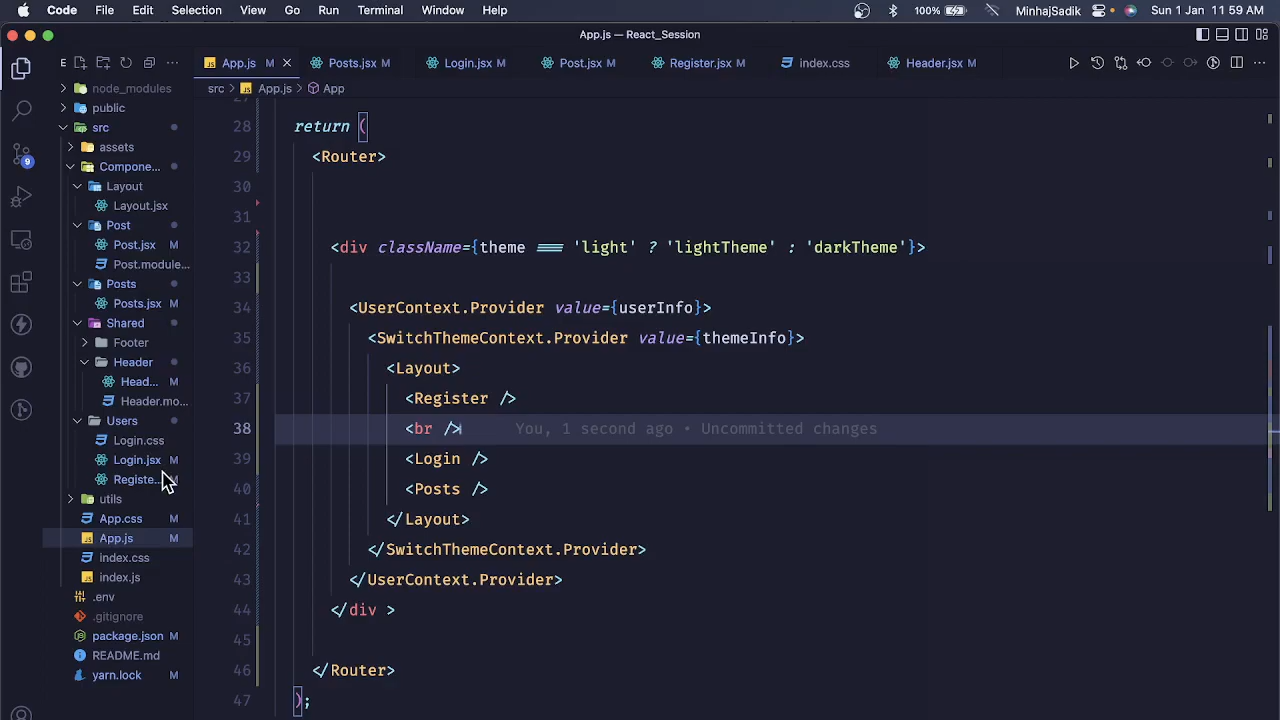 Code File Edit Selection View Go Run Terminal Window Help 100% MinhajSadik Sun 1 Jan 11:59 AM
App.js — React_Session
E
App.js M
Posts.jsx M
Login.jsx M
Post.jsx M
Register.jsx M
index.css
Header.jsx M
src > App.js > App
node_modules
public
src
assets
Compone...
Layout
Layout.jsx
Post
Post.jsx M
Post.module...
Posts
Posts.jsx M
Shared
Footer
Header
Head... M
Header.mo...
Users
Login.css
Login.jsx M
Registe... M
utils
App.css M
App.js M
index.css
index.js
.env
.gitignore
package.json M
README.md
yarn.lock M
9
27
28 return (
29 <Router>
30
31
32 <div className={theme === 'light' ? 'lightTheme' : 'darkTheme'}>
33
34 <UserContext.Provider value={userInfo}>
35 <SwitchThemeContext.Provider value={themeInfo}>
36 <Layout>
37 <Register />
38 <br /> You, 1 second ago • Uncommitted changes
39 <Login />
40 <Posts />
41 </Layout>
42 </SwitchThemeContext.Provider>
43 </UserContext.Provider>
44 </div >
45
46 </Router>
47 );